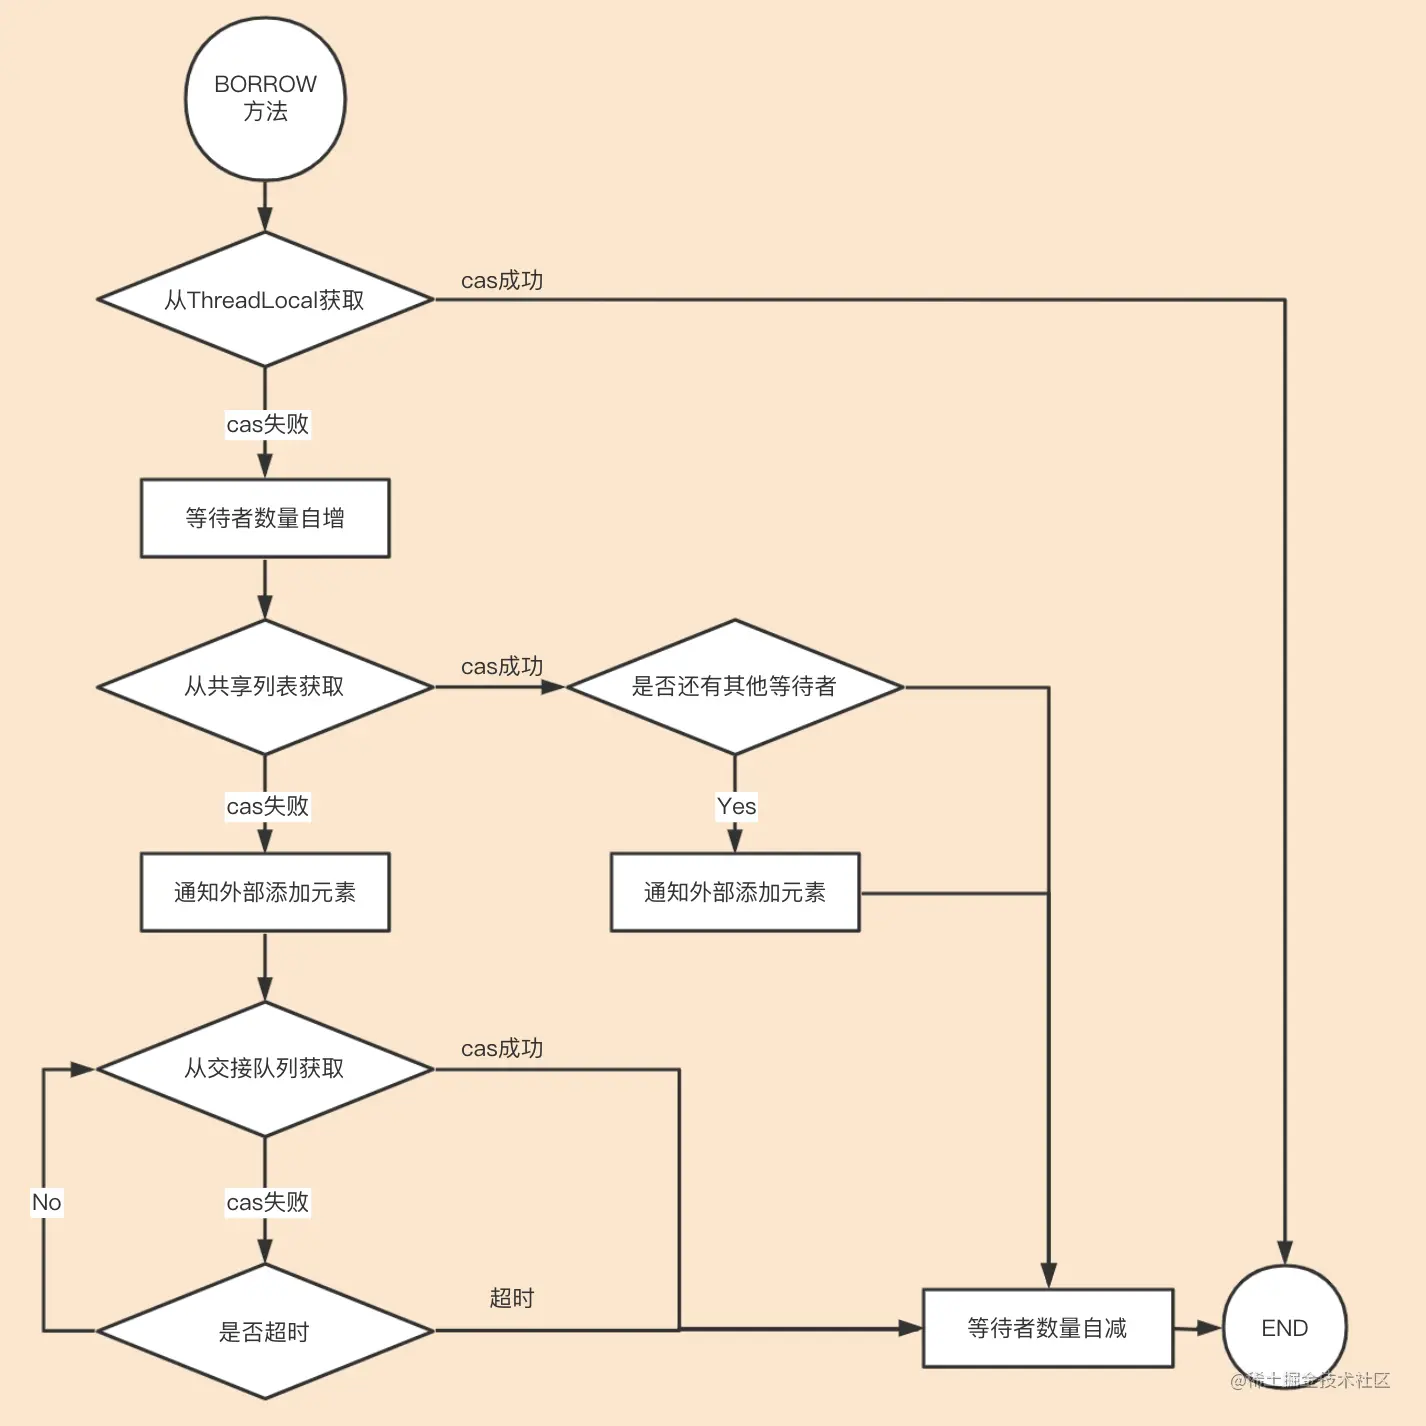 BORROW
方法
从ThreadLocal获取
cas成功
cas失败
等待者数量自增
从共享列表获取
cas成功
是否还有其他等待者
cas失败
Yes
通知外部添加元素
通知外部添加元素
从交接队列获取
cas成功
No
cas失败
是否超时
超时
等待者数量自减
END
@稀土掘金技术社区